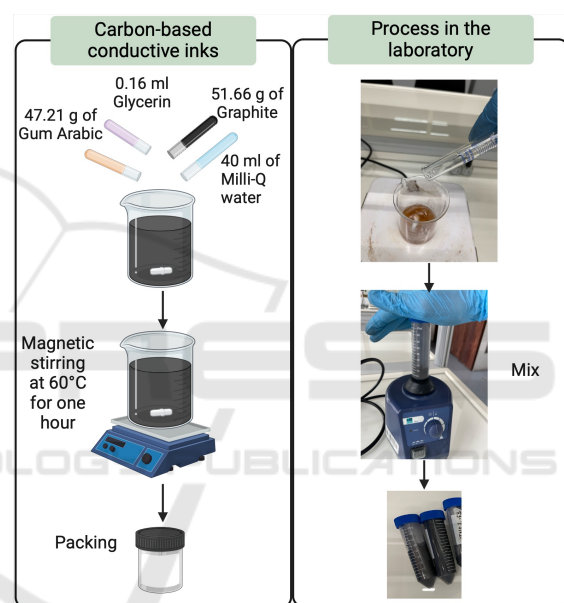 Carbon-based
conductive inks
0.16 ml
Glycerin
51.66 g of
Graphite
47.21 g of
Gum Arabic
40 ml of
Milli-Q
water
Magnetic
stirring
at 60°C
for one
hour
Packing
Process in the
laboratory
Mix